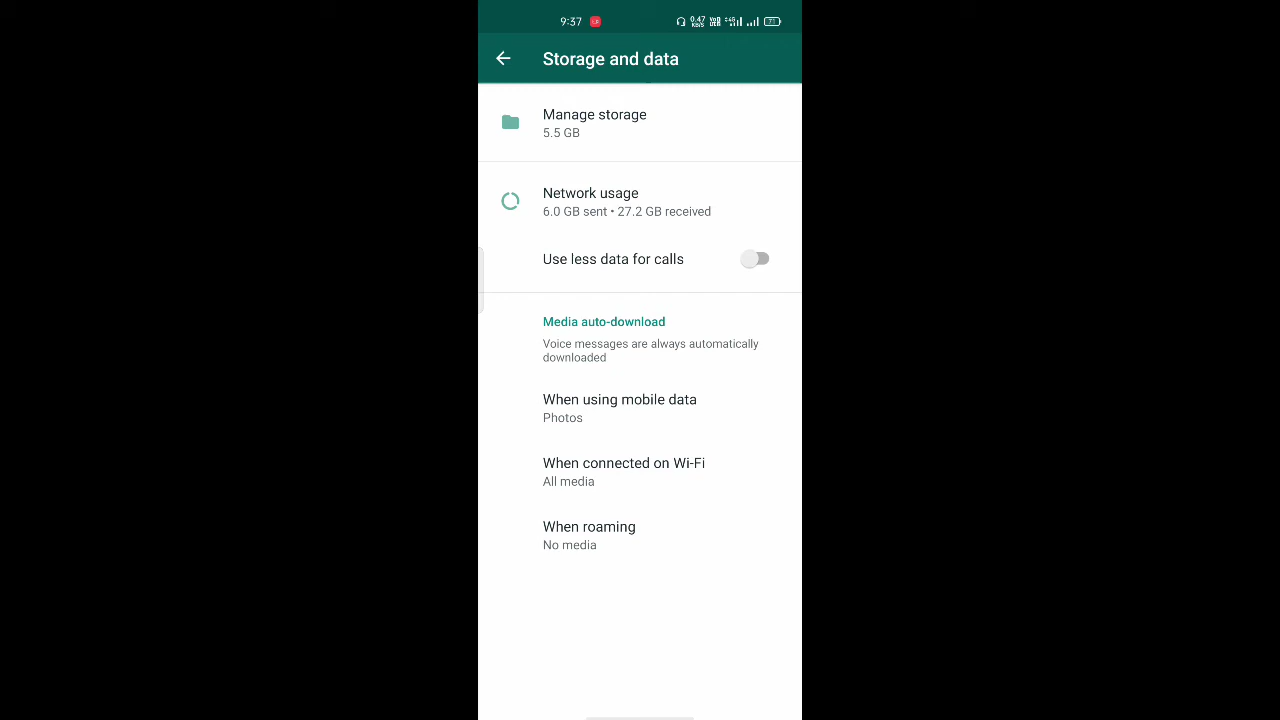 9:37
Storage and data
Manage storage
5.5 GB
Network usage
6.0 GB sent • 27.2 GB received
Use less data for calls
Media auto-download
Voice messages are always automatically
downloaded
When using mobile data
Photos
When connected on Wi-Fi
All media
When roaming
No media